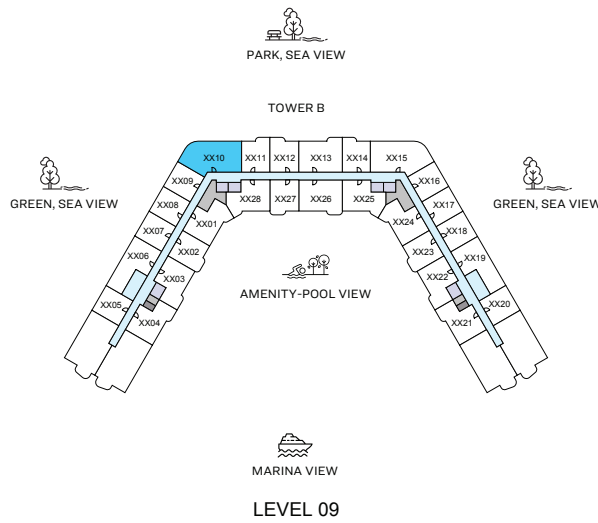 PARK, SEA VIEW
TOWER B
XX10
XX11
XX12
XX13
XX14
XX15
XX09
XX16
GREEN, SEA VIEW
GREEN, SEA VIEW
XX08
XX28
XX27
XX26
XX25
XX17
XX01
XX24
XX07
XX18
XX02
XX23
XX06
XX19
XX03
XX22
AMENITY-POOL VIEW
XX05
XX20
XX04
XX21
MARINA VIEW
LEVEL 09